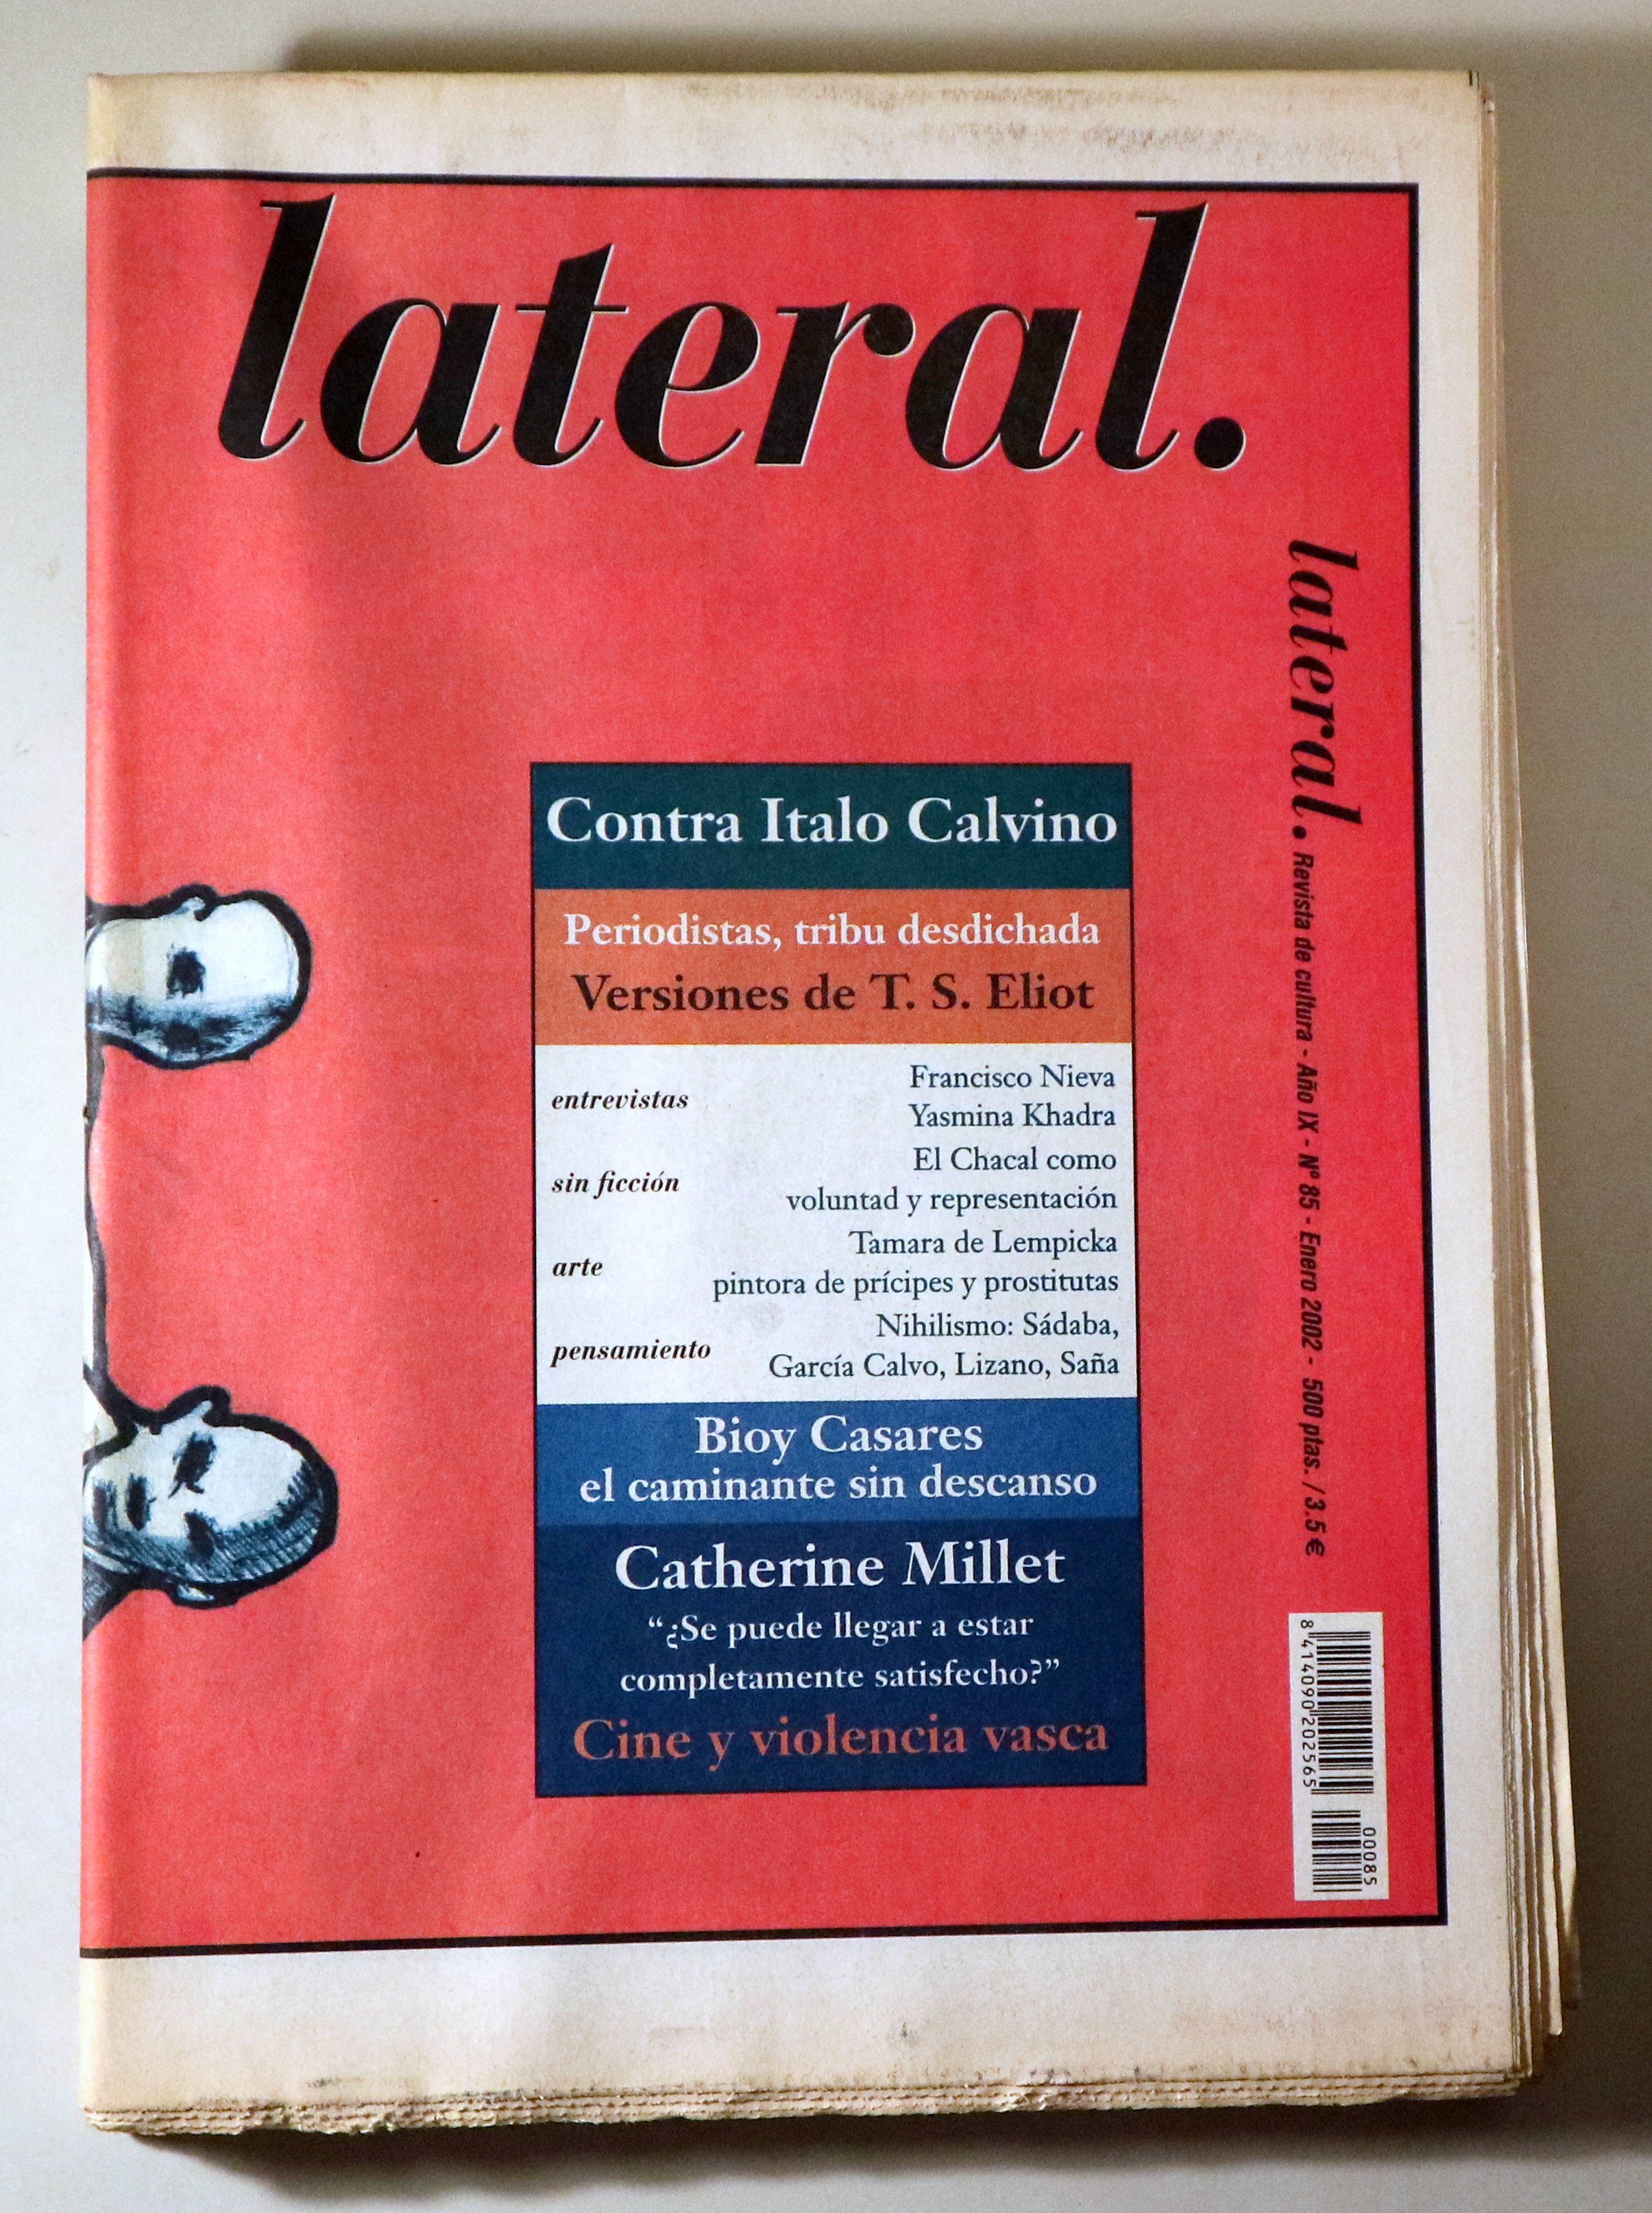 lateral.
lateral. Revista de cultura - Año IX - Nº 85 - Enero 2002 - 500 ptas. / 3.5 €
Contra Italo Calvino
Periodistas, tribu desdichada
Versiones de T. S. Eliot
entrevistas
Francisco Nieva
Yasmina Khadra
sin ficción
El Chacal como
voluntad y representación
arte
Tamara de Lempicka
pintora de prícipes y prostitutas
pensamiento
Nihilismo: Sádaba,
García Calvo, Lizano, Saña
Bioy Casares
el caminante sin descanso
Catherine Millet
“¿Se puede llegar a estar
completamente satisfecho?”
Cine y violencia vasca
8 414090 202565
00085